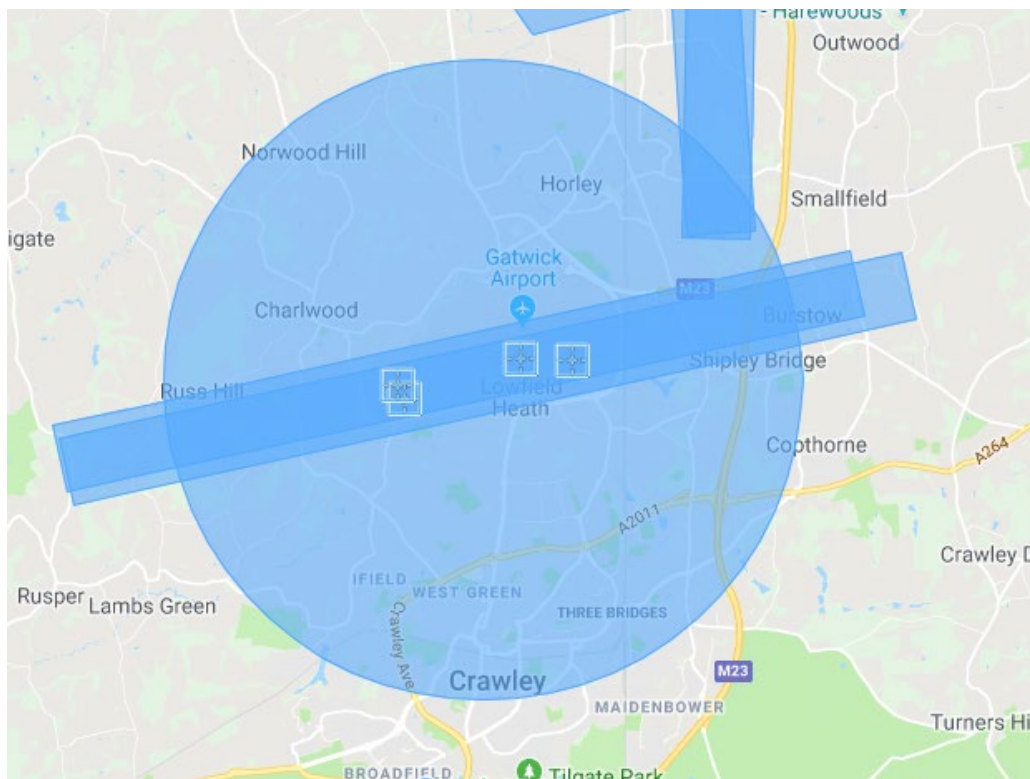 - Harewoods
Outwood
Norwood Hill
Horley
Smallfield
igate
Gatwick
Airport
M23
Charlwood
Burstow
Russ Hill
Shipley Bridge
Lowfield
Heath
Copthorne
A264
A2011
Crawley D
IFIELD
WEST GREEN
Rusper
Lambs Green
THREE BRIDGES
Crawley Ave
M23
Crawley
MAIDENBOWER
Turners Hi
BROADFIELD
Tilgate Park